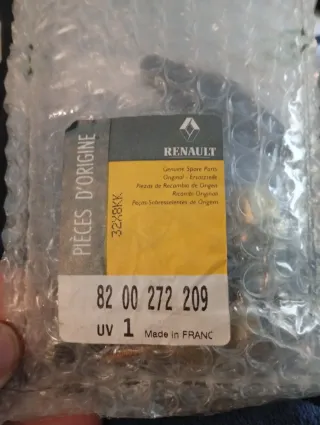 PIÈCES D'ORIGINE
RENAULT
Genuine Spare Parts
Original - Ersatzteile
Piezas de Recambio de Origen
Ricambi Originali
Peças Sobresselentes de Origem
32X8KK
82 00 272 209
UV 1 Made in FRANC